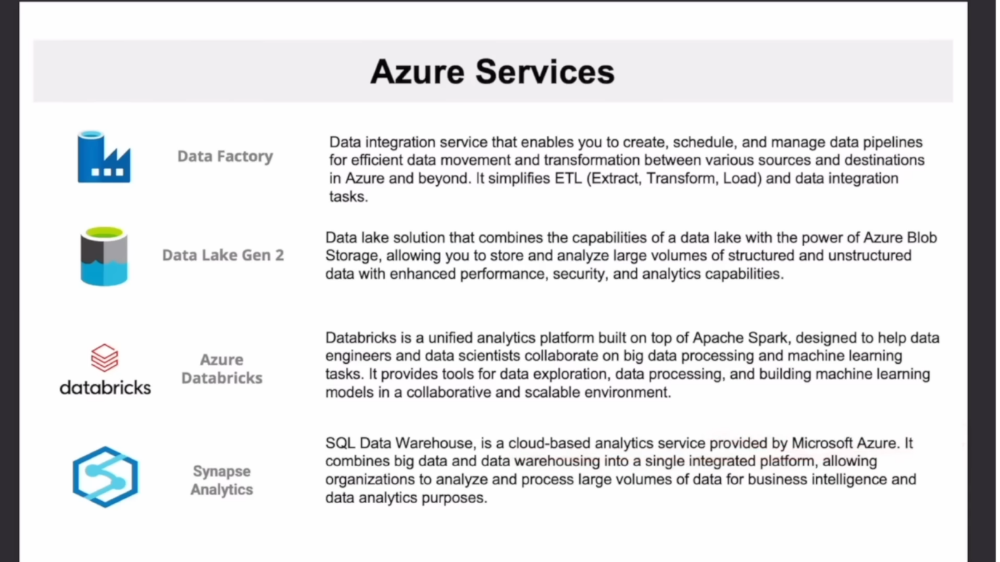 Azure Services
Data Factory
Data integration service that enables you to create, schedule, and manage data pipelines
for efficient data movement and transformation between various sources and destinations
in Azure and beyond. It simplifies ETL (Extract, Transform, Load) and data integration
tasks.
Data Lake Gen 2
Data lake solution that combines the capabilities of a data lake with the power of Azure Blob
Storage, allowing you to store and analyze large volumes of structured and unstructured
data with enhanced performance, security, and analytics capabilities.
databricks
Azure
Databricks
Databricks is a unified analytics platform built on top of Apache Spark, designed to help data
engineers and data scientists collaborate on big data processing and machine learning
tasks. It provides tools for data exploration, data processing, and building machine learning
models in a collaborative and scalable environment.
Synapse
Analytics
SQL Data Warehouse, is a cloud-based analytics service provided by Microsoft Azure. It
combines big data and data warehousing into a single integrated platform, allowing
organizations to analyze and process large volumes of data for business intelligence and
data analytics purposes.